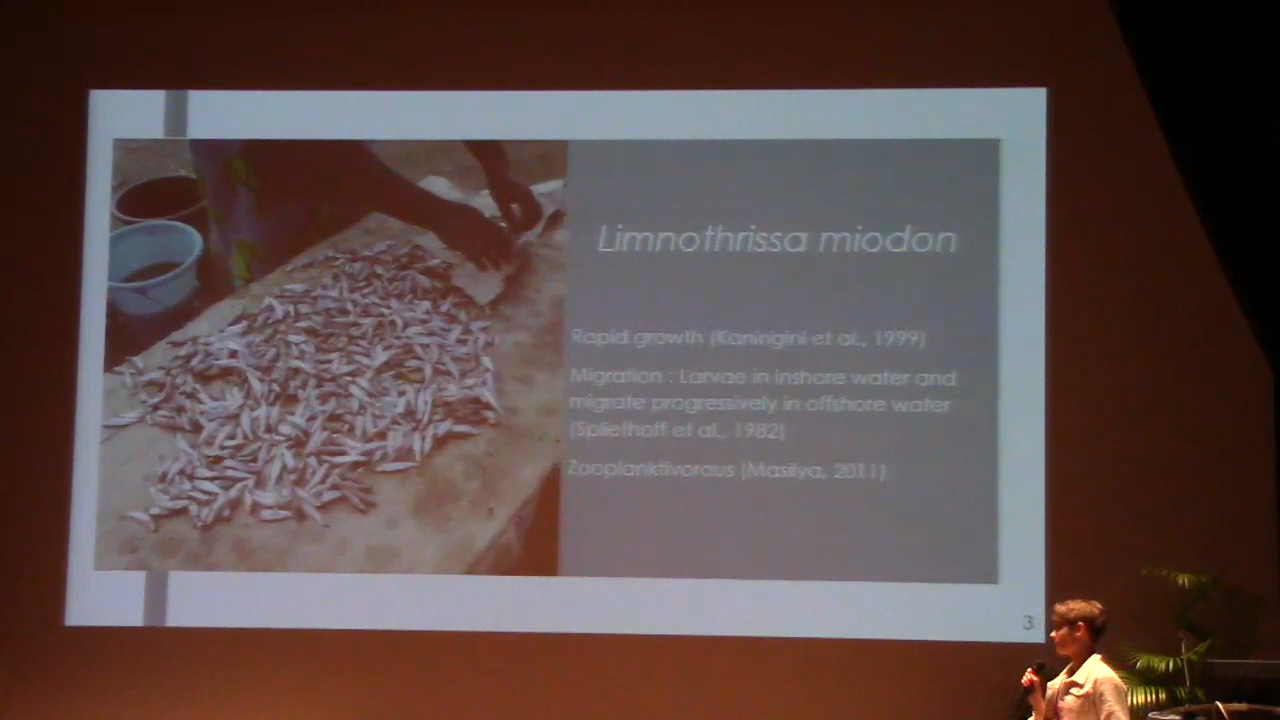 Limnothrissa miodon
Rapid growth (Kaningini et al., 1999)
Migration : Larvae in inshore water and
migrate progressively in offshore water
(Spliethoff et al., 1982)
Zooplanktivorous (Masilya, 2011)
3